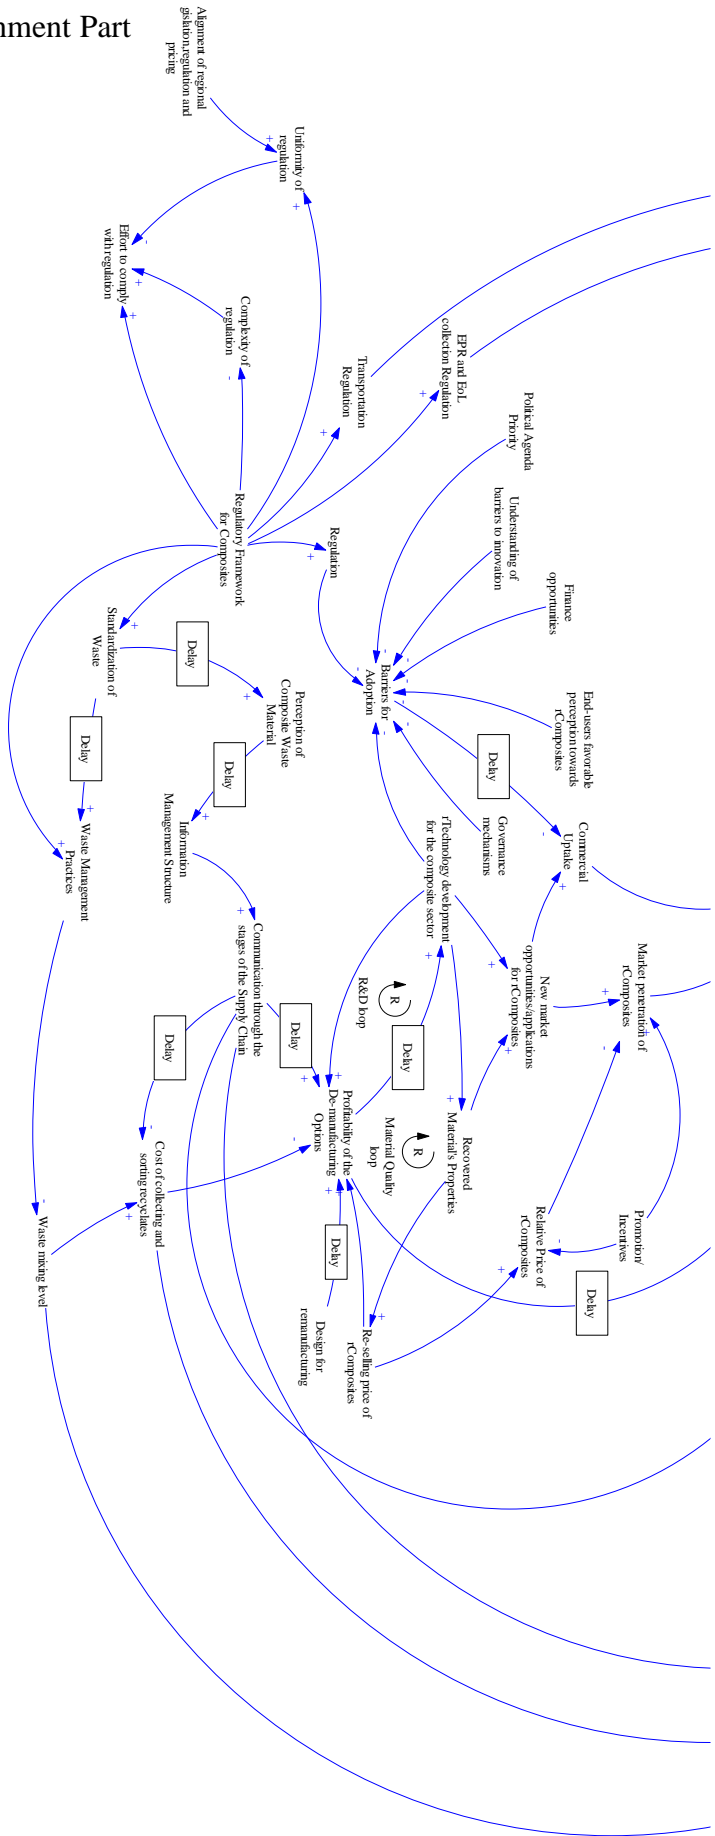 nment Part
Alignment of regional
gislation,regulation and
pricing
Uniformity of
regulation
+
+
Effort to comply
with regulation
-
+
+
Complexity of
regulation
-
Transportation
Regulation
+
EPR and EoL
collection Regulation
+
Political Agenda
Priority
Understanding of
barriers to innovation
Finance
opportunities
End-users favorable
perception towards
rComposites
Regulatory Framework
for Composites
Regulation
+
Barriers for
Adoption
-
-
-
-
-
-
-
-
Delay
Commercial
Uptake
-
+
Governance
mechanisms
Standardization of
Waste
+
Delay
Perception of
Composite Waste
Material
+
Delay
Delay
Information
Management Structure
+
+
Waste Management
Practices
+
rTechnology development
for the composite sector
+
New market
opportunities/applications
for rComposites
+
+
Market penetration of
rComposites
+
-
+
Communication through the
stages of the Supply Chain
+
R&D loop
R
Delay
Delay
+
Delay
-
Profitability of the
De-manufacturing
Options
+
-
+
+
Material Quality
loop
R
Recovered
Material's Properties
+
Relative Price of
rComposites
-
+
Promotion/
Incentives
Cost of collecting and
sorting recyclates
+
Waste mixing level
-
Delay
Design for
remanufacturing
Re-selling price of
rComposites
+
Delay